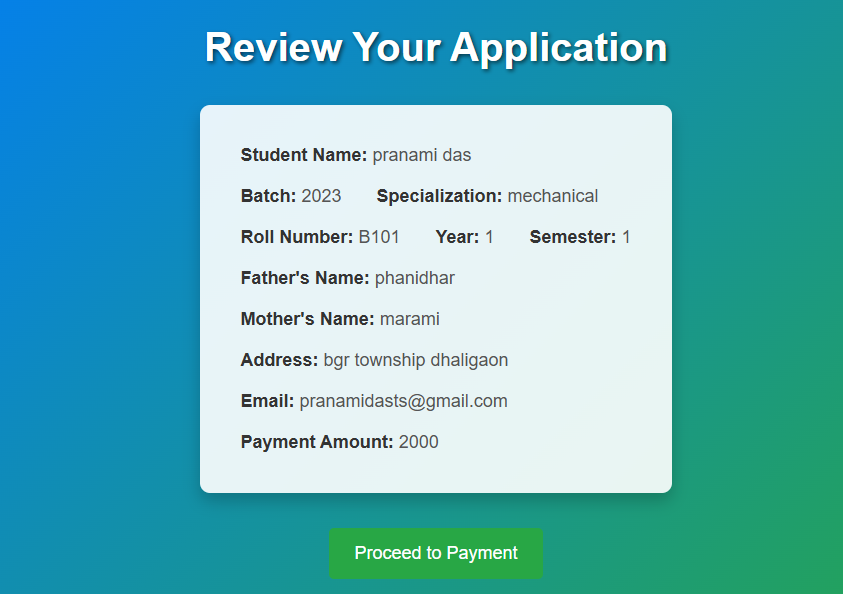 Review Your Application
Student Name: pranami das
Batch: 2023 Specialization: mechanical
Roll Number: B101 Year: 1 Semester: 1
Father's Name: phanidhar
Mother's Name: marami
Address: bgr township dhaligaon
Email: pranamidasts@gmail.com
Payment Amount: 2000
Proceed to Payment